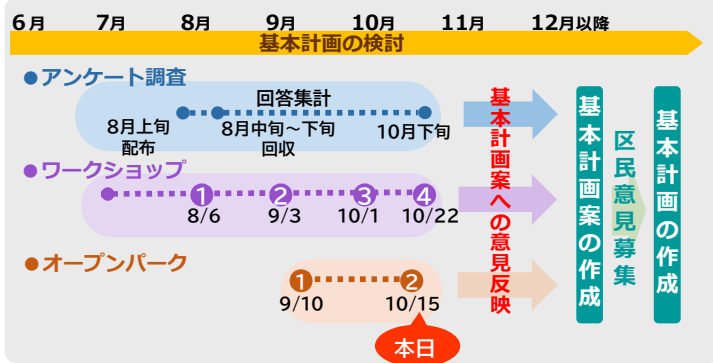 6月 7月 8月 9月 10月 11月 12月以降
基本計画の検討
●アンケート調査
回答集計
8月上旬
配布
8月中旬～下旬
回収
10月下旬
●ワークショップ
1 2 3 4
8/6 9/3 10/1 10/22
●オープンパーク
1 2
9/10 10/15
本日
基本計画案への意見反映
基本計画案の作成
区民意見募集
基本計画の作成